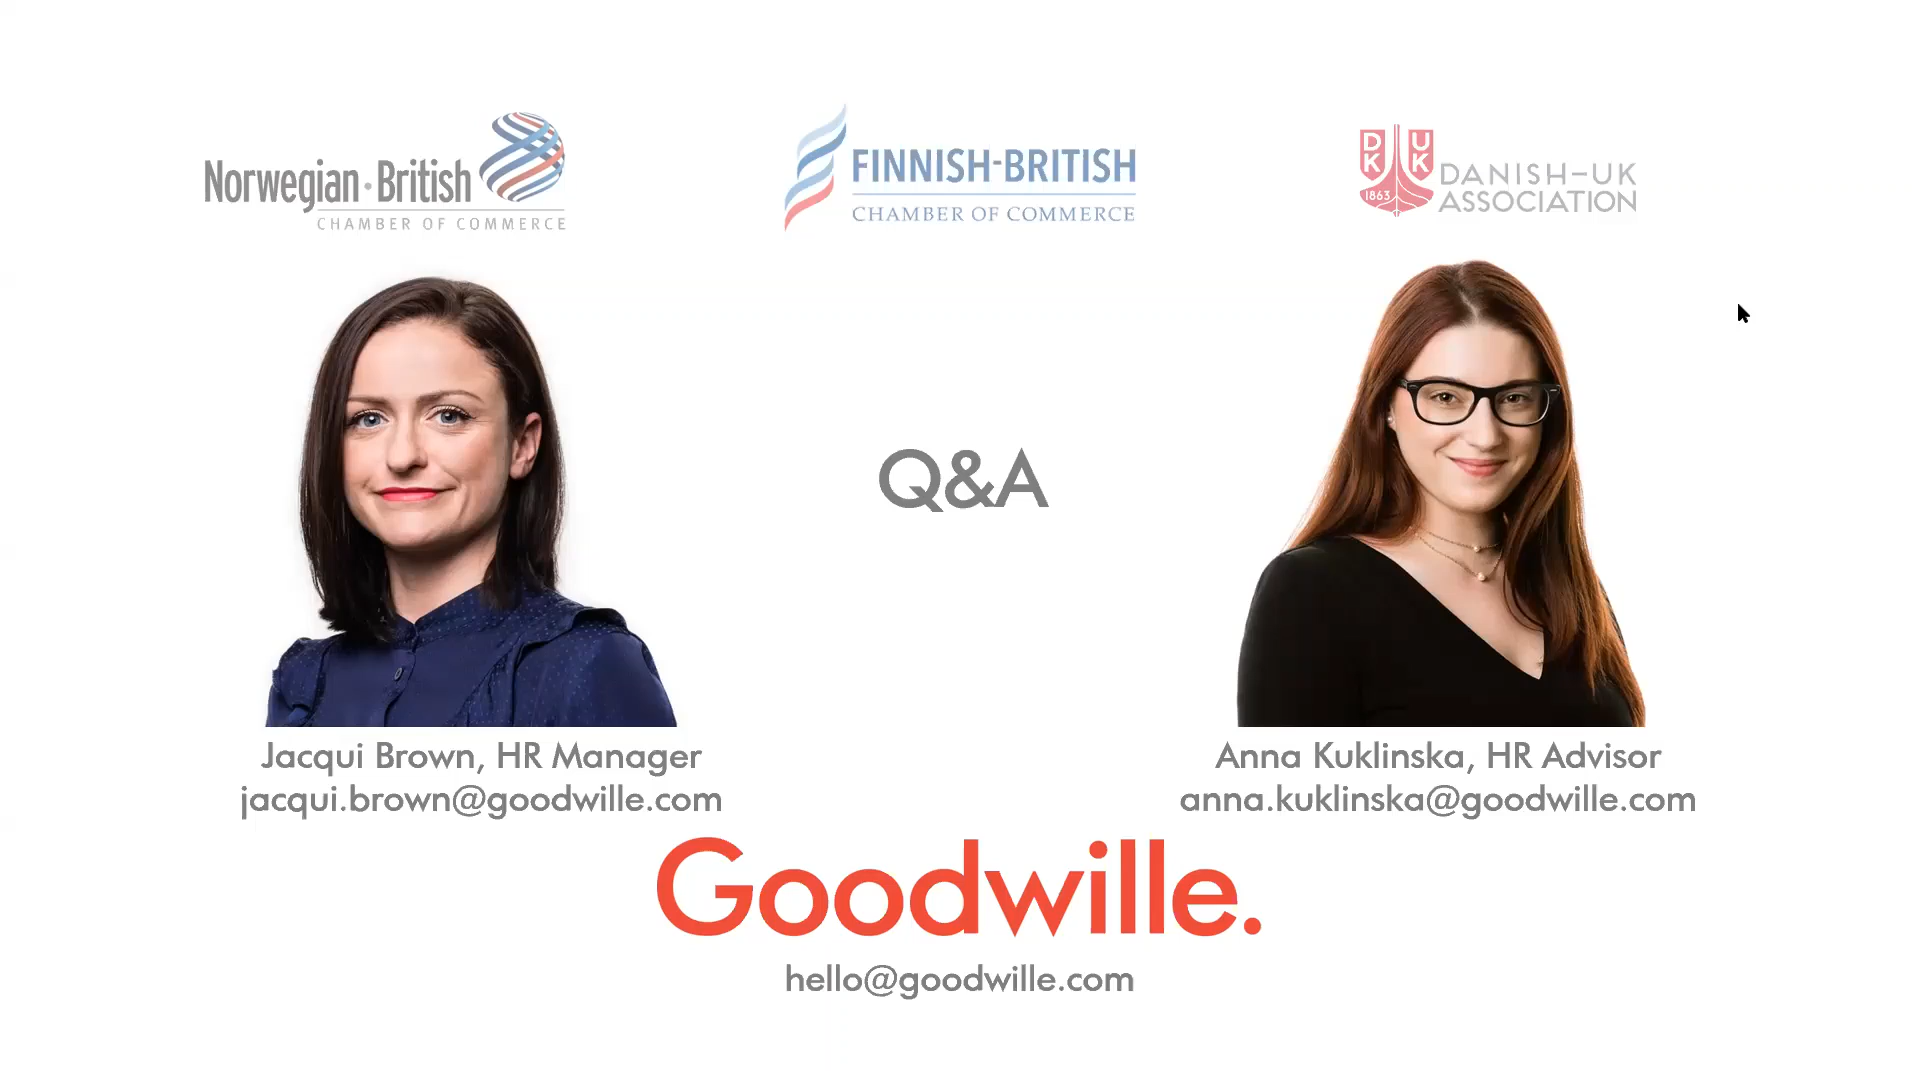 Norwegian·British
CHAMBER OF COMMERCE
FINNISH-BRITISH
CHAMBER OF COMMERCE
DK UK
1863
DANISH-UK
ASSOCIATION
Q&A
Jacqui Brown, HR Manager
jacqui.brown@goodwille.com
Anna Kuklinska, HR Advisor
anna.kuklinska@goodwille.com
Goodwille.
hello@goodwille.com